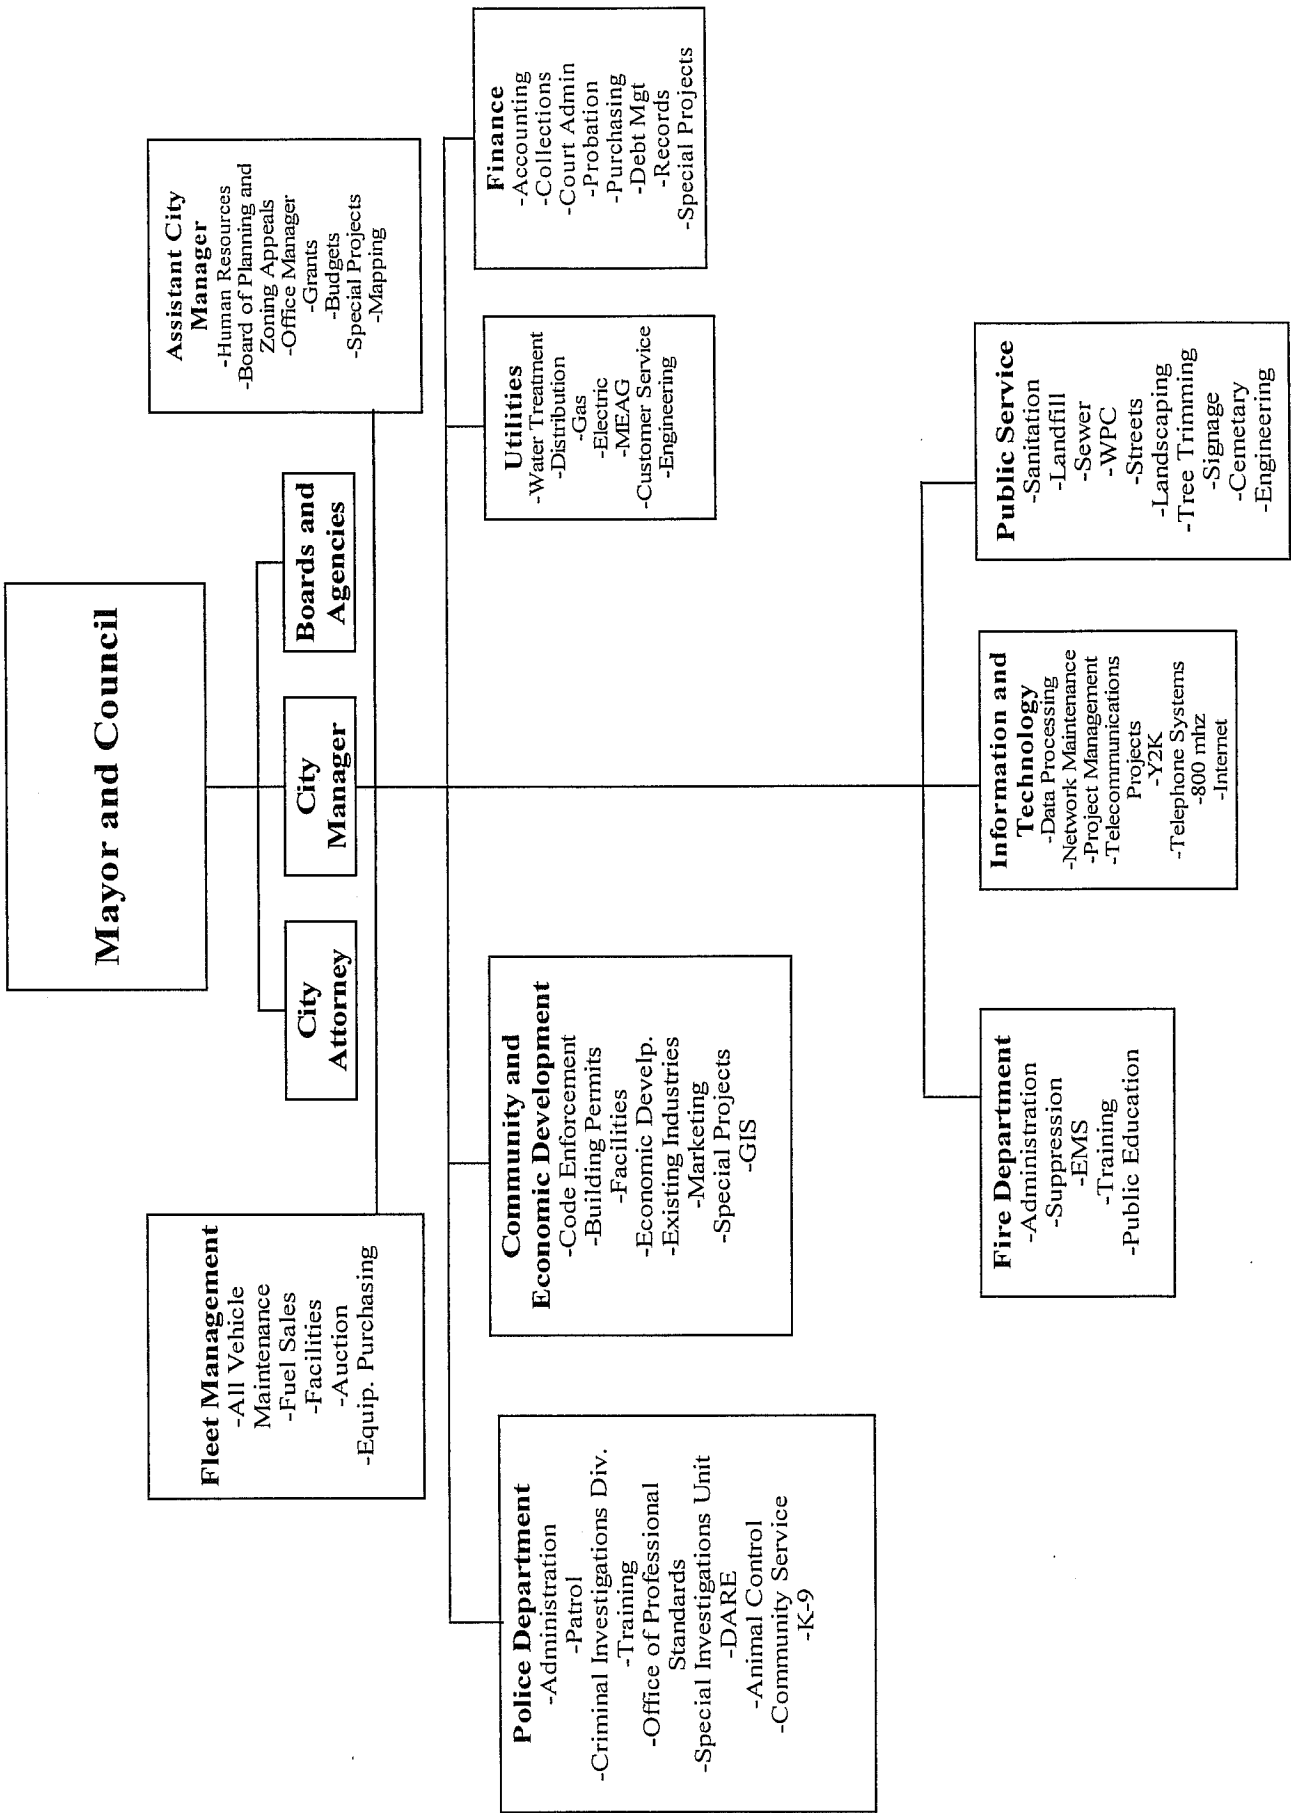 Mayor and Council
City
Attorney
City
Manager
Boards and
Agencies
Fleet Management
-All Vehicle
Maintenance
-Fuel Sales
-Facilities
-Auction
-Equip. Purchasing
Assistant City
Manager
-Human Resources
-Board of Planning and
Zoning Appeals
-Office Manager
-Grants
-Budgets
-Special Projects
-Mapping
Police Department
-Administration
-Patrol
-Criminal Investigations Div.
-Training
-Office of Professional
Standards
-Special Investigations Unit
-DARE
-Animal Control
-Community Service
-K-9
Community and
Economic Development
-Code Enforcement
-Building Permits
-Facilities
-Economic Develp.
-Existing Industries
-Marketing
-Special Projects
-GIS
Utilities
-Water Treatment
-Distribution
-Gas
-Electric
-MEAG
-Customer Service
-Engineering
Finance
-Accounting
-Collections
-Court Admin
-Probation
-Purchasing
-Debt Mgt
-Records
-Special Projects
Fire Department
-Administration
-Suppression
-EMS
-Training
-Public Education
Information and
Technology
-Data Processing
-Network Maintenance
-Project Management
-Telecommunications
Projects
-Y2K
-Telephone Systems
-800 mhz
-Internet
Public Service
-Sanitation
-Landfill
-Sewer
-WPC
-Streets
-Landscaping
-Tree Trimming
-Signage
-Cemetary
-Engineering